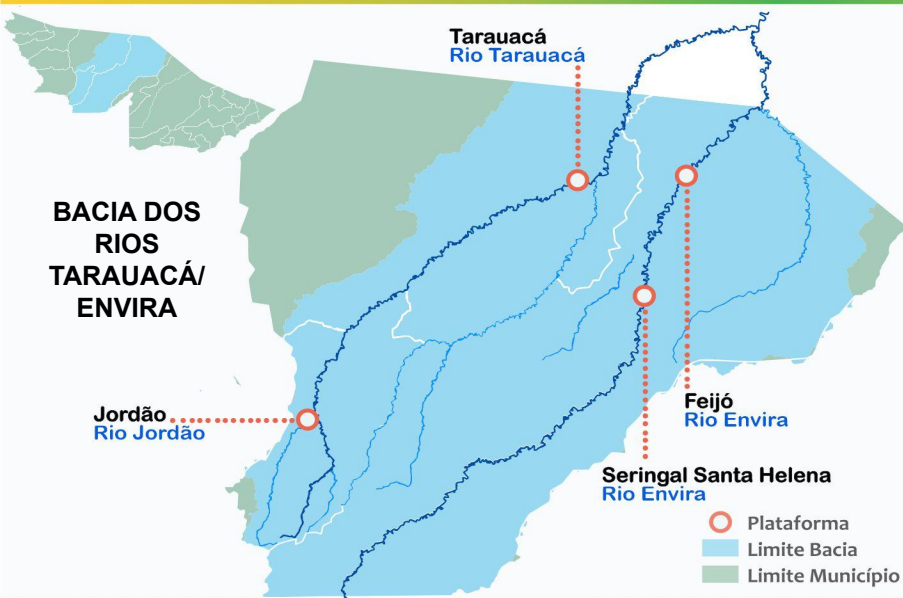 Tarauacá
Rio Tarauacá
BACIA DOS
RIOS
TARAUACÁ/
ENVIRA
Jordão
Rio Jordão
Feijó
Rio Envira
Seringal Santa Helena
Rio Envira
Plataforma
Limite Bacia
Limite Município